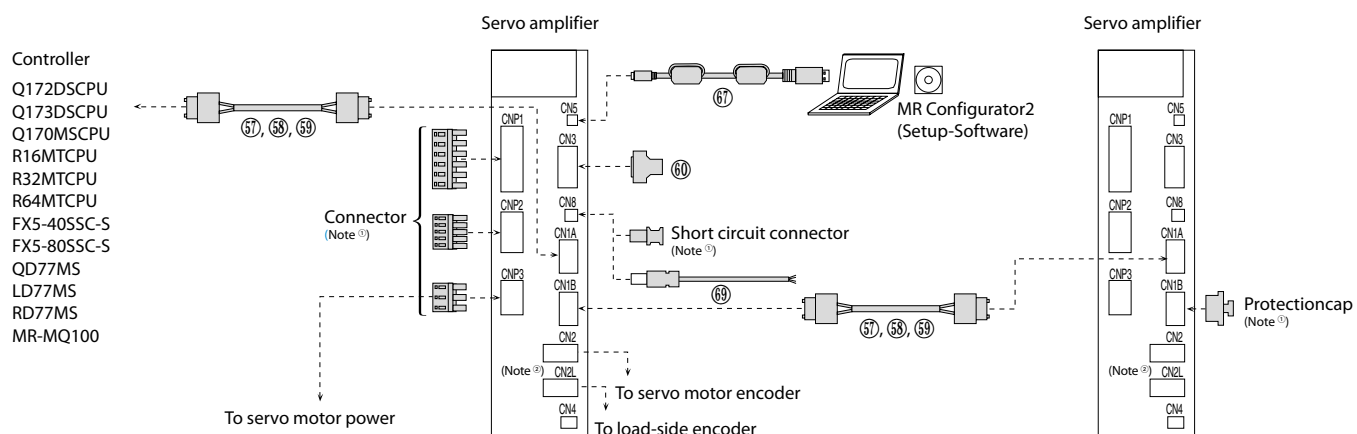 Servo amplifier
Servo amplifier
Controller
Q172DSCPU
Q173DSCPU
Q170MSCPU
R16MTCPU
R32MTCPU
R64MTCPU
FX5-40SSC-S
FX5-80SSC-S
QD77MS
LD77MS
RD77MS
MR-MQ100
57, 58, 59
Connector
(Note ①)
CNP1
CNP2
CNP3
CN5
CN3
CN8
CN1A
CN1B
CN2
(Note ②)
CN2L
CN4
67
MR Configurator2
(Setup-Software)
60
Short circuit connector
(Note ①)
69
57, 58, 59
To servo motor power
To servo motor encoder
To load-side encoder
CNP1
CNP2
CNP3
CN5
CN3
CN8
CN1A
CN1B
CN2
(Note ②)
CN2L
CN4
Protectioncap
(Note ①)